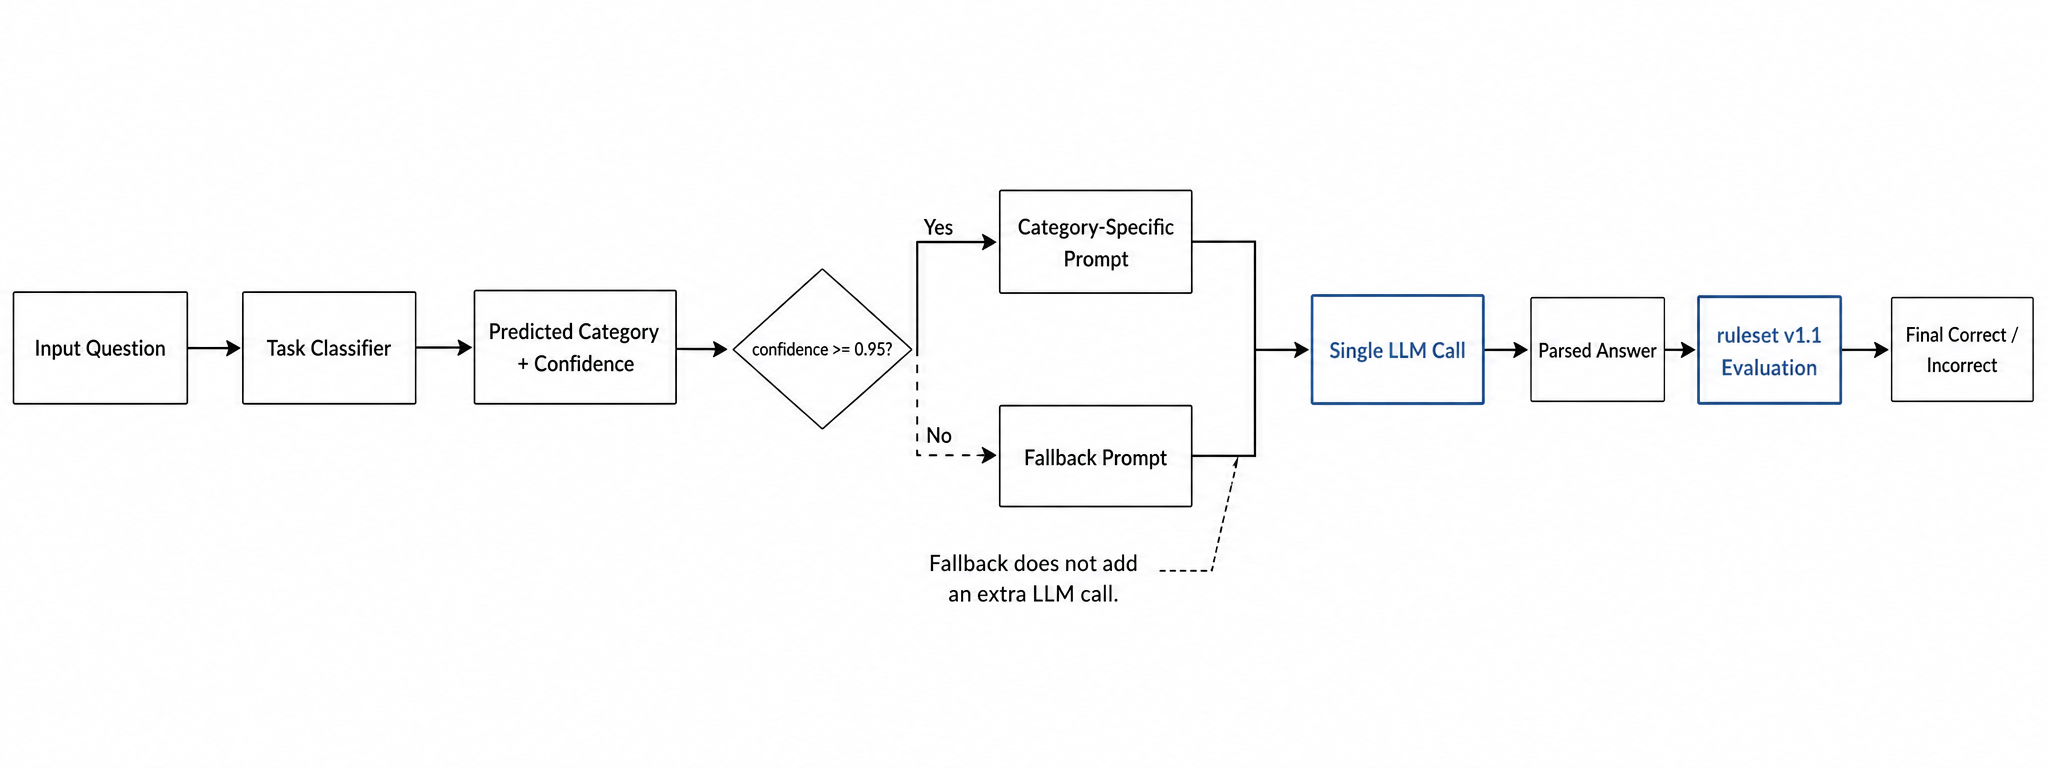 Input Question
Task Classifier
Predicted Category
+ Confidence
confidence >= 0.95?
Yes
Category-Specific
Prompt
No
Fallback Prompt
Fallback does not add
an extra LLM call.
Single LLM Call
Parsed Answer
ruleset v1.1
Evaluation
Final Correct /
Incorrect